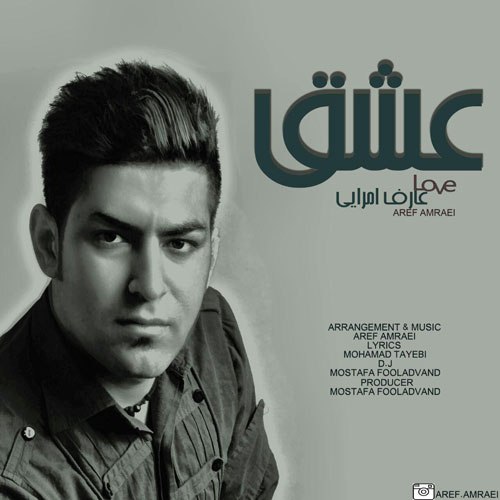 عشق
Love
عارف امرایی
AREF AMRAEI
ARRANGEMENT & MUSIC
AREF AMRAEI
LYRICS
MOHAMAD TAYEBI
D.J
MOSTAFA FOOLADVAND
PRODUCER
MOSTAFA FOOLADVAND
AREF.AMRAEI